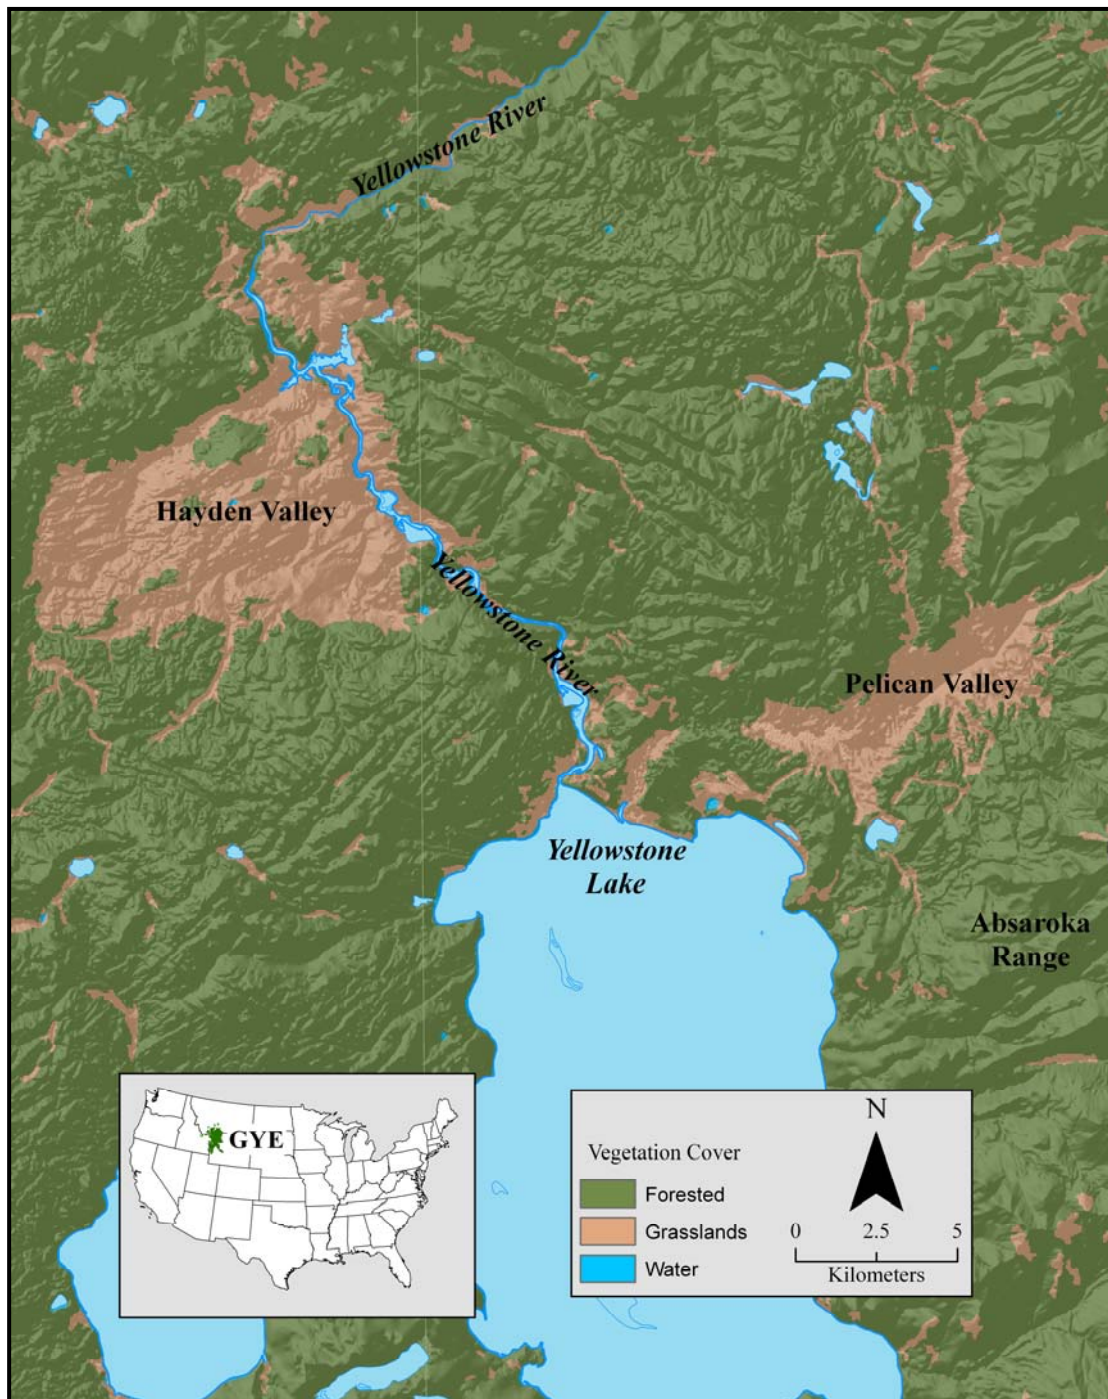 Yellowstone River
Hayden Valley
Yellowstone River
Pelican Valley
Yellowstone
Lake
Absaroka
Range
GYE
N
Vegetation Cover
Forested
Grasslands
Water
0 2.5 5
Kilometers